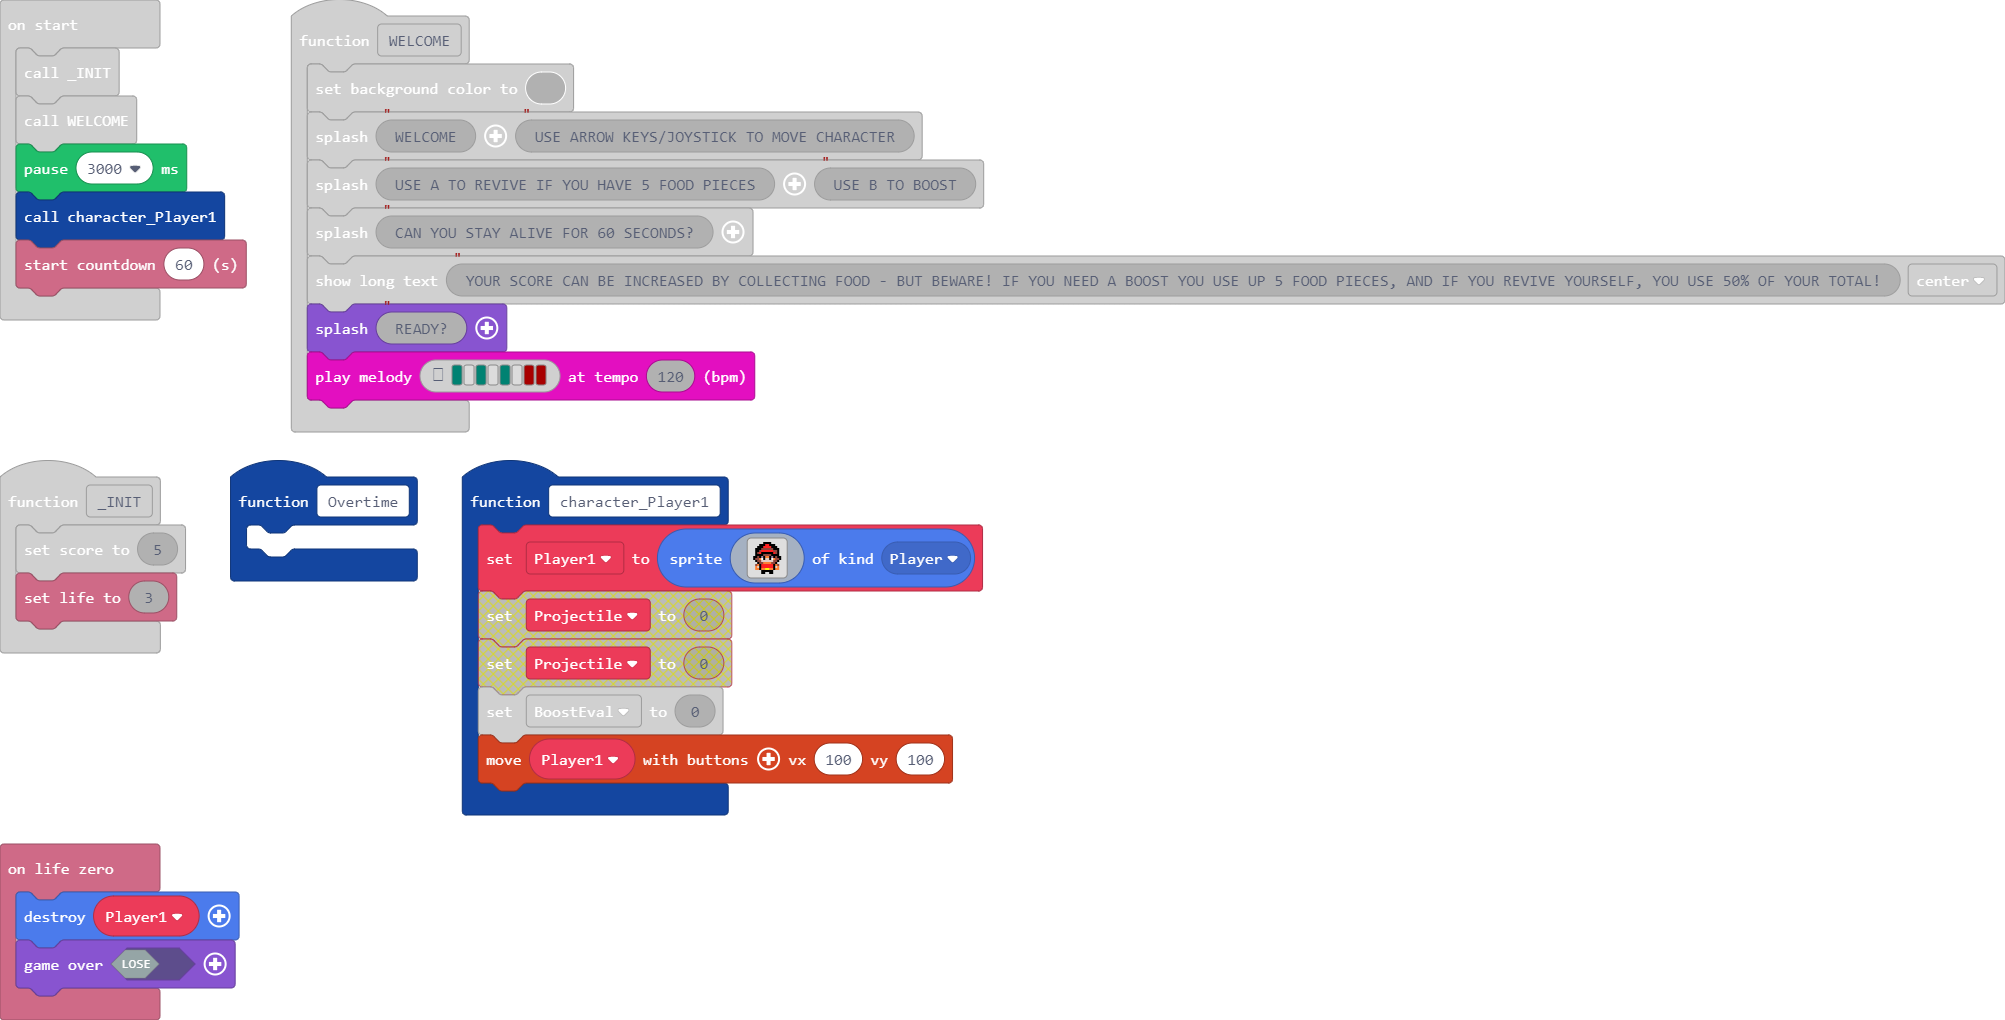 on start
call _INIT
call WELCOME
pause 3000 ms
call character_Player1
start countdown 60 (s)
function WELCOME
set background color to
splash " WELCOME " USE ARROW KEYS/JOYSTICK TO MOVE CHARACTER
splash " USE A TO REVIVE IF YOU HAVE 5 FOOD PIECES " USE B TO BOOST
splash " CAN YOU STAY ALIVE FOR 60 SECONDS?
show long text " YOUR SCORE CAN BE INCREASED BY COLLECTING FOOD - BUT BEWARE! IF YOU NEED A BOOST YOU USE UP 5 FOOD PIECES, AND IF YOU REVIVE YOURSELF, YOU USE 50% OF YOUR TOTAL! center
splash " READY?
play melody at tempo 120 (bpm)
function _INIT
set score to 5
set life to 3
function Overtime
function character_Player1
set Player1 to sprite of kind Player
set Projectile to 0
set Projectile to 0
set BoostEval to 0
move Player1 with buttons vx 100 vy 100
on life zero
destroy Player1
game over LOSE